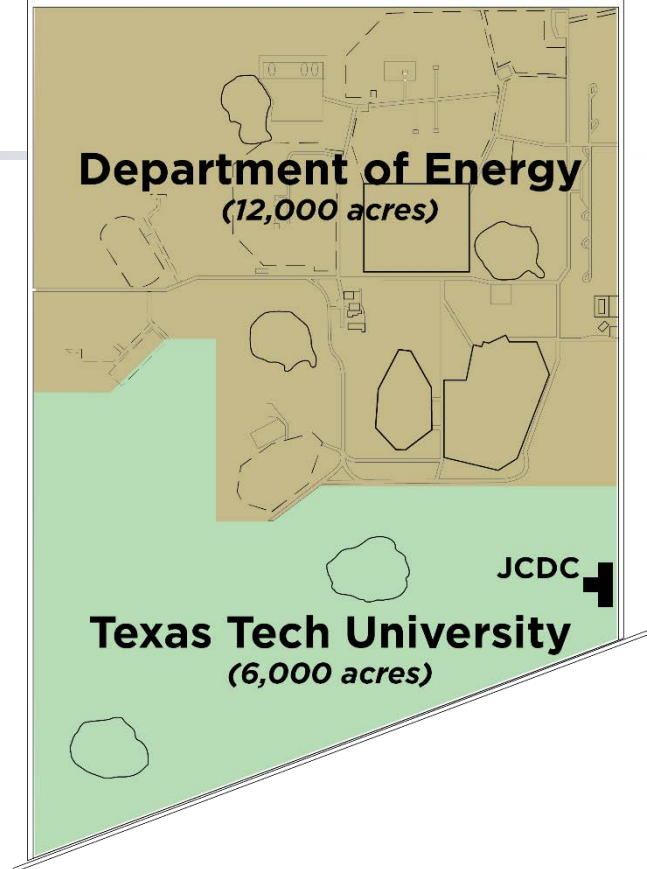 Department of Energy
(12,000 acres)
JCDC
Texas Tech University
(6,000 acres)